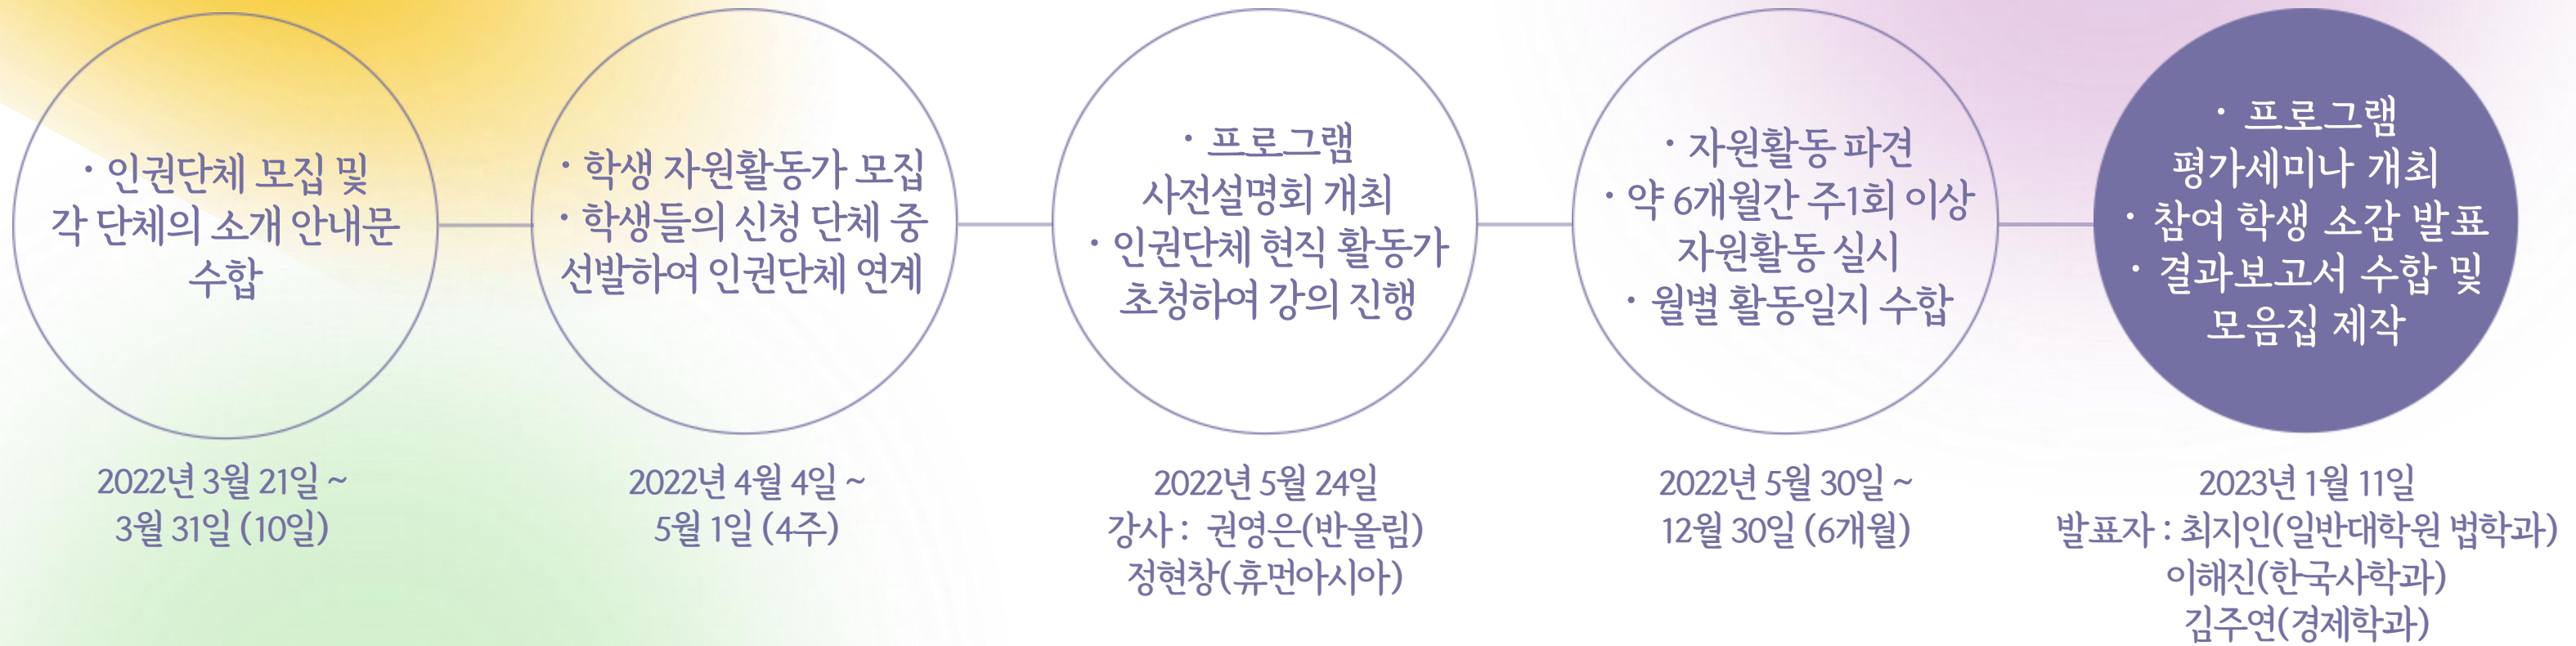 · 인권단체 모집 및
각 단체의 소개 안내문
수합
2022년 3월 21일 ~
3월 31일 (10일)
· 학생 자원활동가 모집
· 학생들의 신청 단체 중
선발하여 인권단체 연계
2022년 4월 4일 ~
5월 1일 (4주)
· 프로그램
사전설명회 개최
· 인권단체 현직 활동가
초청하여 강의 진행
2022년 5월 24일
강사 : 권영은(반올림)
정현창(휴먼아시아)
· 자원활동 파견
· 약 6개월간 주1회 이상
자원활동 실시
· 월별 활동일지 수합
2022년 5월 30일 ~
12월 30일 (6개월)
· 프로그램
평가세미나 개최
· 참여 학생 소감 발표
· 결과보고서 수합 및
모음집 제작
2023년 1월 11일
발표자 : 최지인(일반대학원 법학과)
이해진(한국사학과)
김주연(경제학과)